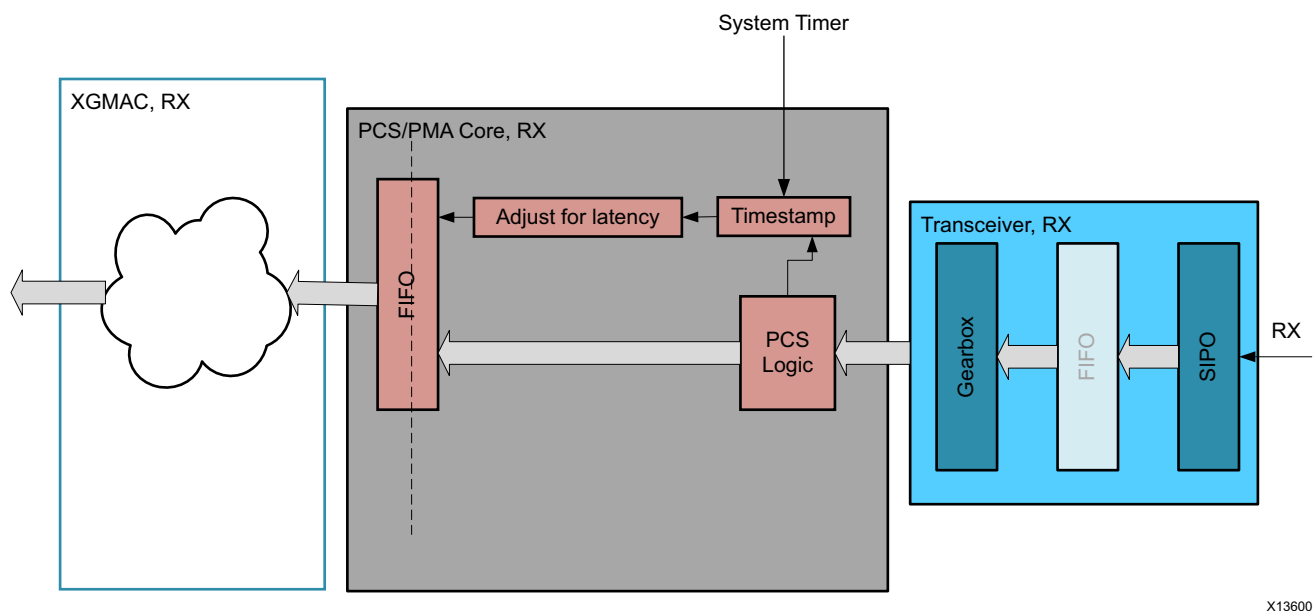 System Timer
XGMAC, RX
PCS/PMA Core, RX
Adjust for latency
Timestamp
FIFO
PCS
Logic
Transceiver, RX
Gearbox
FIFO
SIPO
RX
X13600